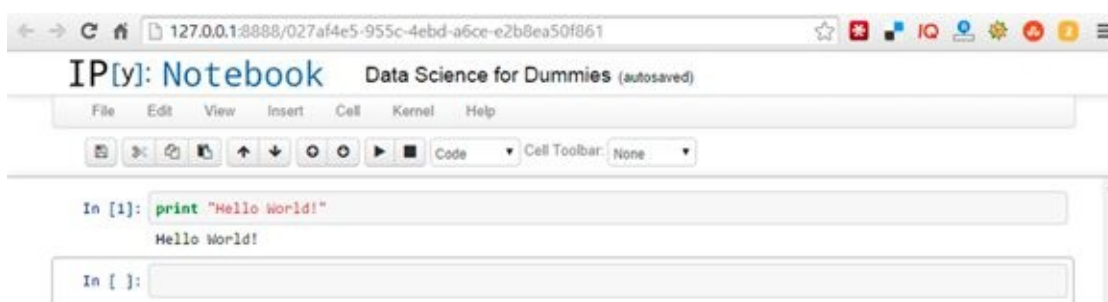 127.0.0.1:8888/027af4e5-955c-4ebd-a6ce-e2b8ea50f861
IP[y]: Notebook Data Science for Dummies (autosaved)
File Edit View Insert Cell Kernel Help
Code Cell Toolbar: None
In [1]: print "Hello World!"
Hello World!
In [ ]: